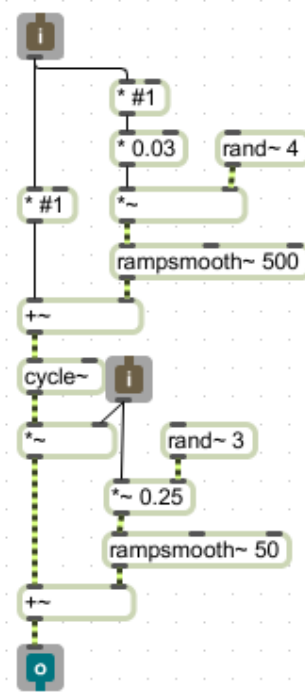 i
* #1
* 0.03
rand~ 4
* #1
*~
rampsmooth~ 500
+~
cycle~
i
*~
rand~ 3
*~ 0.25
rampsmooth~ 50
+~
o